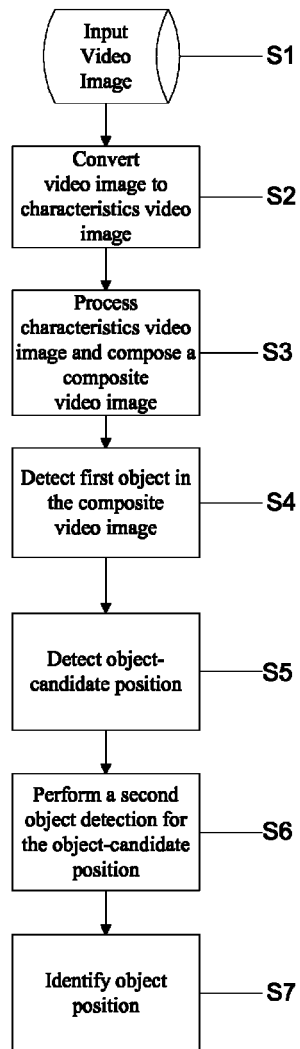 Input
Video
Image
S1
Convert
video image to
characteristics video
image
S2
Process
characteristics video
image and compose a
composite
video image
S3
Detect first object in
the composite
video image
S4
Detect object-
candidate position
S5
Perform a second
object detection for
the object-candidate
position
S6
Identify object
position
S7